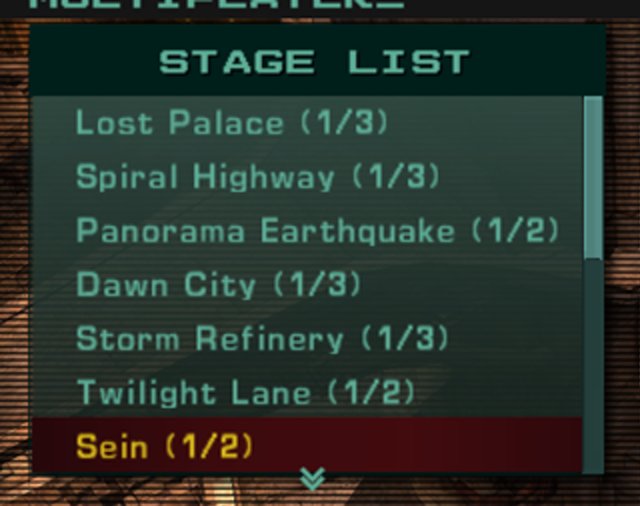 MULTIPLAYER_
STAGE LIST
Lost Palace (1/3)
Spiral Highway (1/3)
Panorama Earthquake (1/2)
Dawn City (1/3)
Storm Refinery (1/3)
Twilight Lane (1/2)
Sein (1/2)